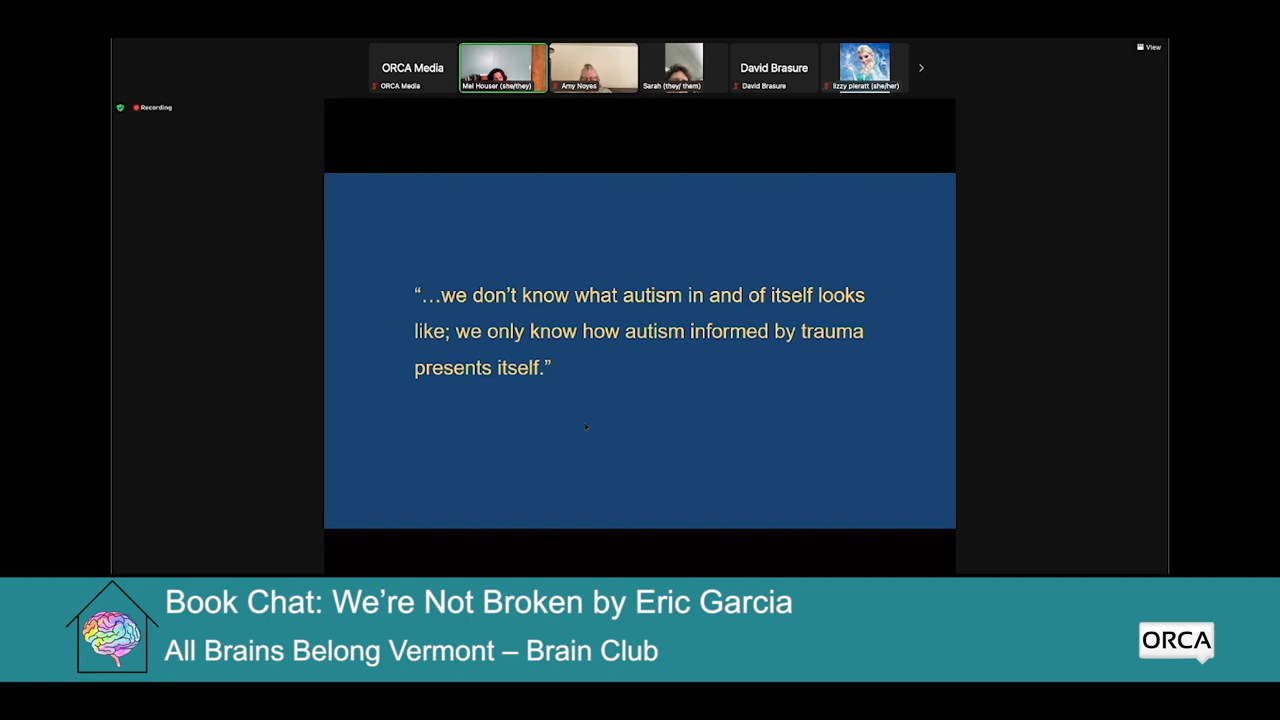 View
ORCA Media
David Brasure
ORCA Media
Mel Houser (she/they)
Amy Noyes
Sarah (they/ them)
David Brasure
lizzy pieratt (she/her)
Recording
“…we don’t know what autism in and of itself looks
like; we only know how autism informed by trauma
presents itself.”
Book Chat: We’re Not Broken by Eric Garcia
All Brains Belong Vermont – Brain Club
ORCA